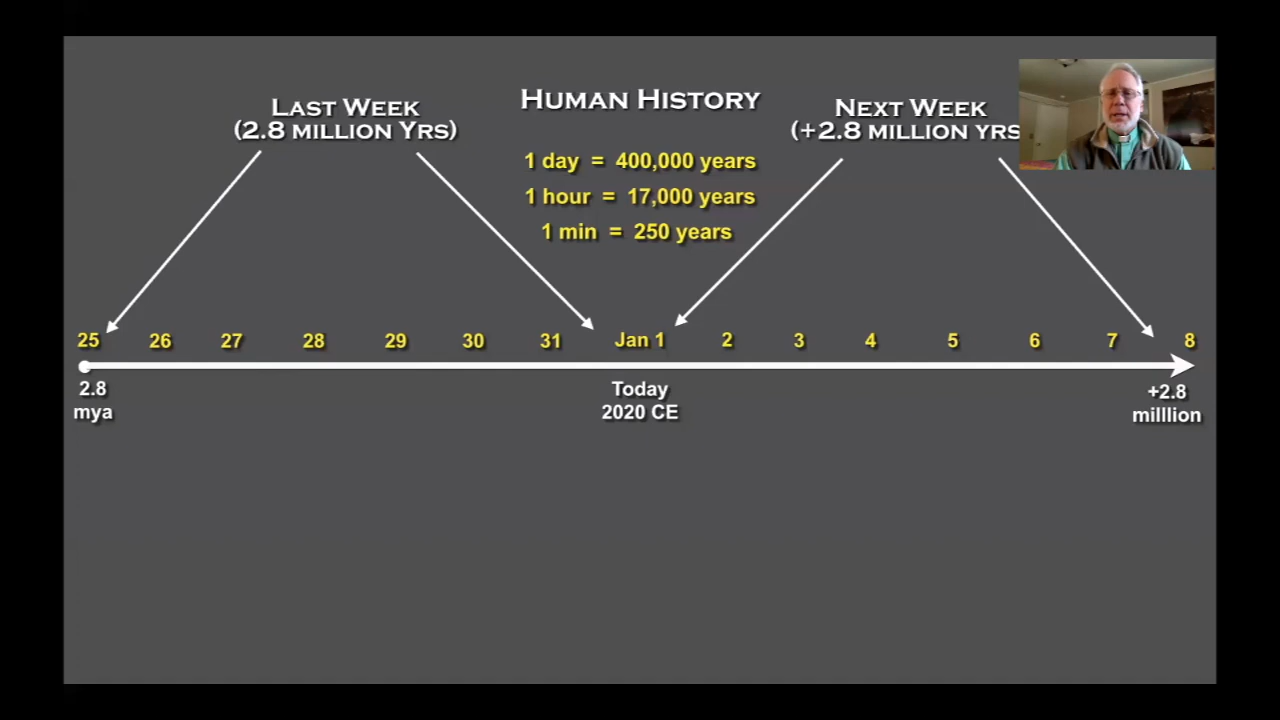 HUMAN HISTORY
LAST WEEK
(2.8 MILLION YRS)
NEXT WEEK
(+2.8 MILLION YRS
1 day = 400,000 years
1 hour = 17,000 years
1 min = 250 years
25 26 27 28 29 30 31 Jan 1 2 3 4 5 6 7 8
2.8
mya
Today
2020 CE
+2.8
milllion